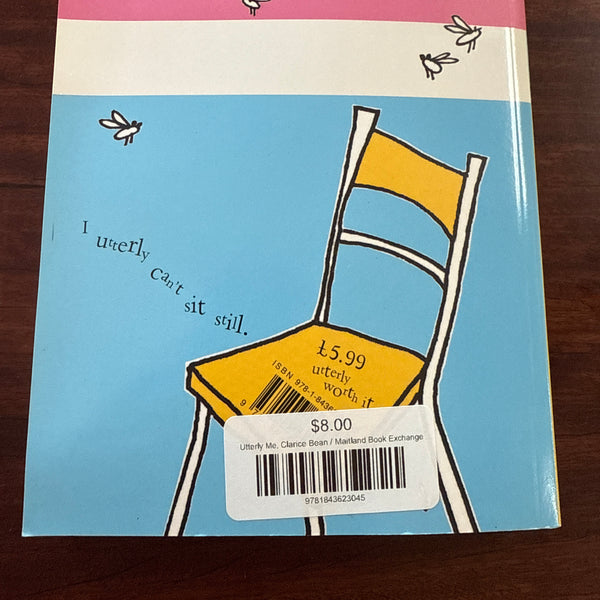 I utterly can't sit still.
£5.99
utterly
worth it
ISBN 978-1-8436
9
$8.00
Utterly Me, Clarice Bean / Maitland Book Exchange
9781843623045